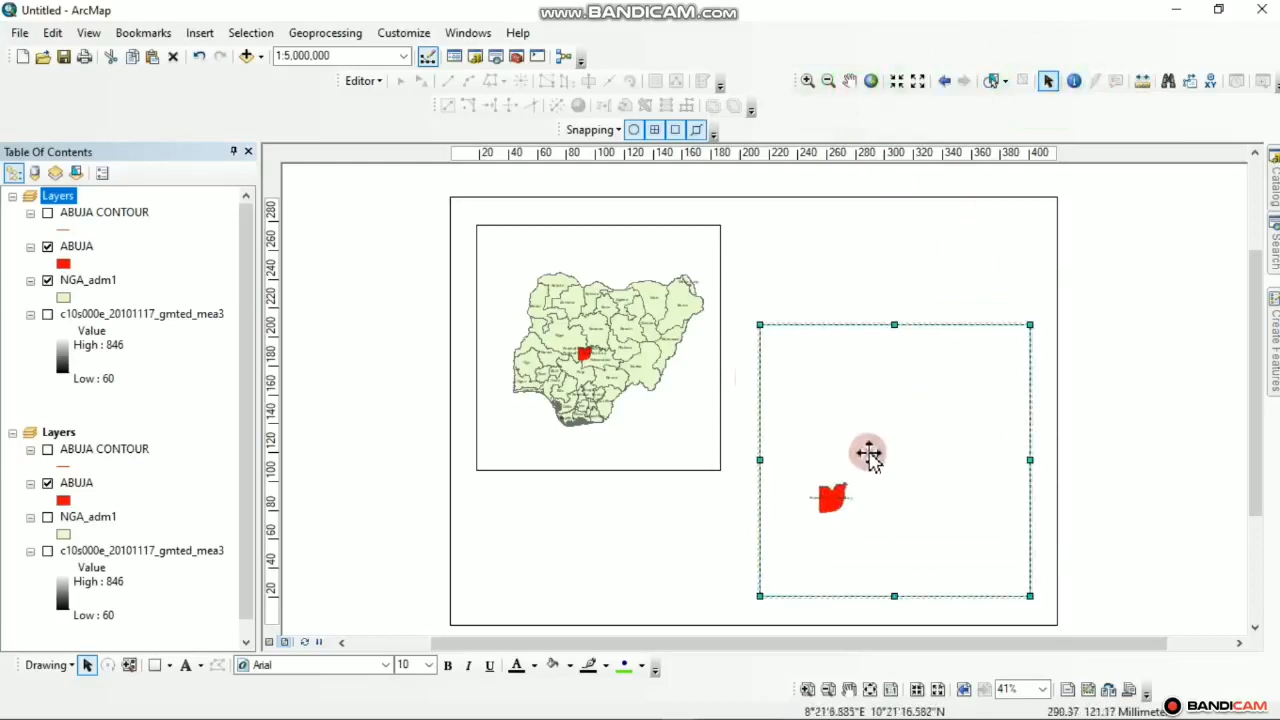 Untitled - ArcMap
www.BANDICAM.com
File Edit View Bookmarks Insert Selection Geoprocessing Customize Windows Help
1:5,000,000
Editor
Snapping
Table Of Contents
Layers
ABUJA CONTOUR
ABUJA
NGA_adm1
c10s000e_20101117_gmted_mea3
Value
High : 846
Low : 60
Layers
ABUJA CONTOUR
ABUJA
NGA_adm1
c10s000e_20101117_gmted_mea3
Value
High : 846
Low : 60
20 40 60 80 100 120 140 160 180 200 220 240 260 280 300 320 340 360 380 400
280
260
240
220
200
180
160
140
120
100
80
60
40
20
Catalog
Search
Create Features
Drawing
A
Arial
10
B I U A
41%
8°21'6.885"E 10°21'16.582"N
290.37 121.17 Millimete
BANDICAM